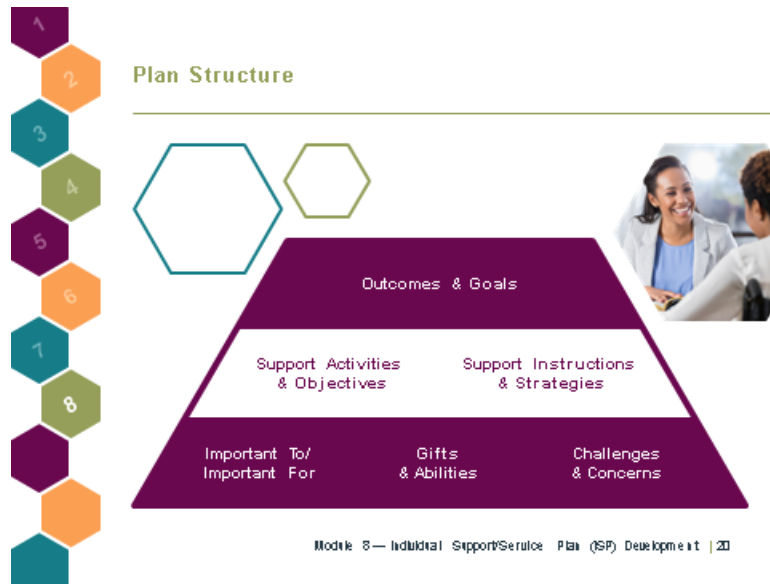 1
2
3
4
5
6
7
8
Plan Structure
Outcomes & Goals
Support Activities
& Objectives
Support Instructions
& Strategies
Important To/
Important For
Gifts
& Abilities
Challenges
& Concerns
Module 8 — Individual Support/Service Plan (ISP) Development | 20